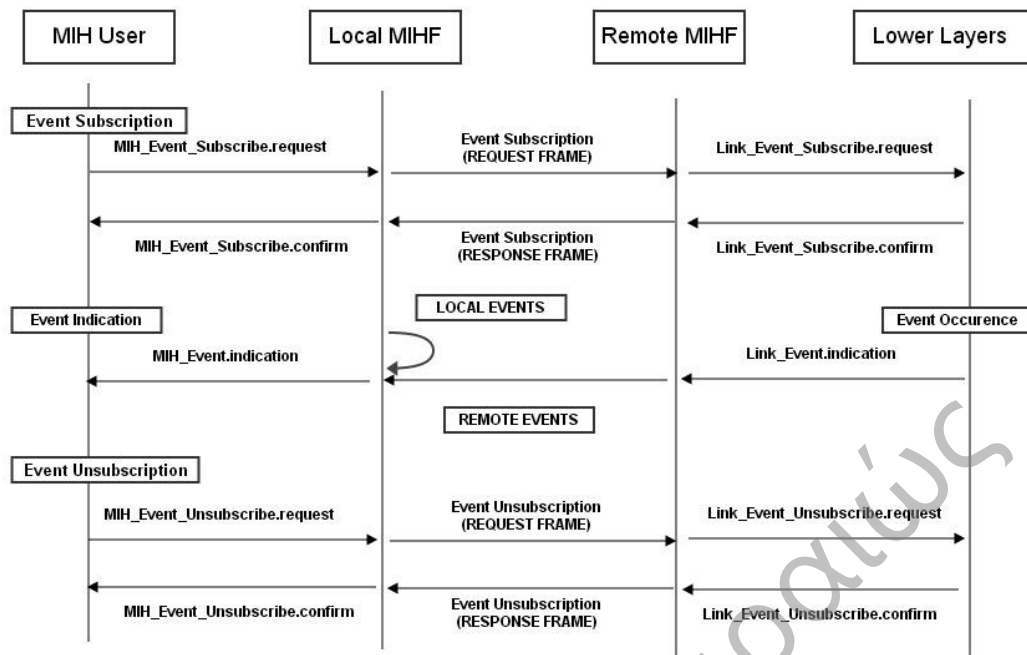 MIH User
Local MIHF
Remote MIHF
Lower Layers
Event Subscription
MIH_Event_Subscribe.request
Event Subscription
(REQUEST FRAME)
Link_Event_Subscribe.request
MIH_Event_Subscribe.confirm
Event Subscription
(RESPONSE FRAME)
Link_Event_Subscribe.confirm
Event Indication
LOCAL EVENTS
Event Occurence
MIH_Event.indication
Link_Event.indication
REMOTE EVENTS
Event Unsubscription
MIH_Event_Unsubscribe.request
Event Unsubscription
(REQUEST FRAME)
Link_Event_Unsubscribe.request
MIH_Event_Unsubscribe.confirm
Event Unsubscription
(RESPONSE FRAME)
Link_Event_Unsubscribe.confirm